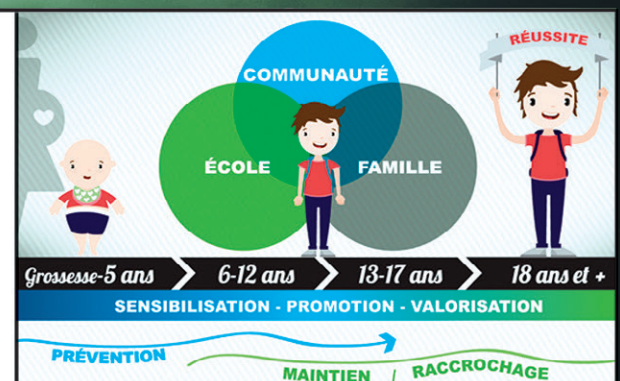 RÉUSSITE
COMMUNAUTÉ
ÉCOLE FAMILLE
Grossesse-5 ans 6-12 ans 13-17 ans 18 ans et +
SENSIBILISATION - PROMOTION - VALORISATION
PRÉVENTION
MAINTIEN / RACCROCHAGE